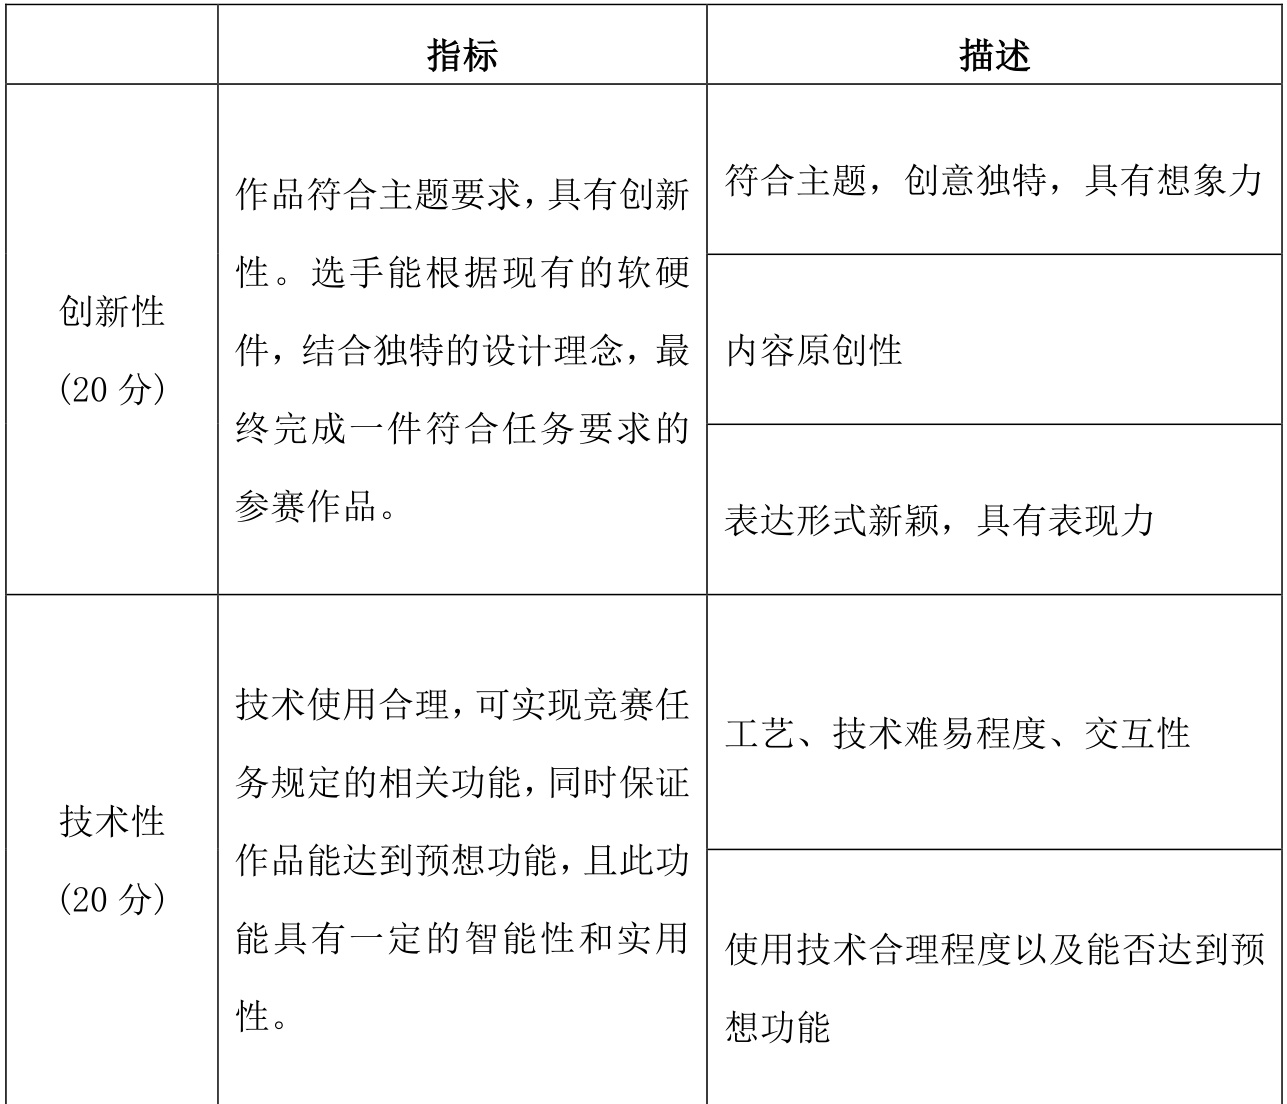 指标
描述
创新性
(20 分)
作品符合主题要求，具有创新
性。选手能根据现有的软硬
件，结合独特的设计理念，最
终完成一件符合任务要求的
参赛作品。
符合主题，创意独特，具有想象力
内容原创性
表达形式新颖，具有表现力
技术性
(20 分)
技术使用合理，可实现竞赛任
务规定的相关功能，同时保证
作品能达到预想功能，且此功
能具有一定的智能性和实用
性。
工艺、技术难易程度、交互性
使用技术合理程度以及能否达到预
想功能